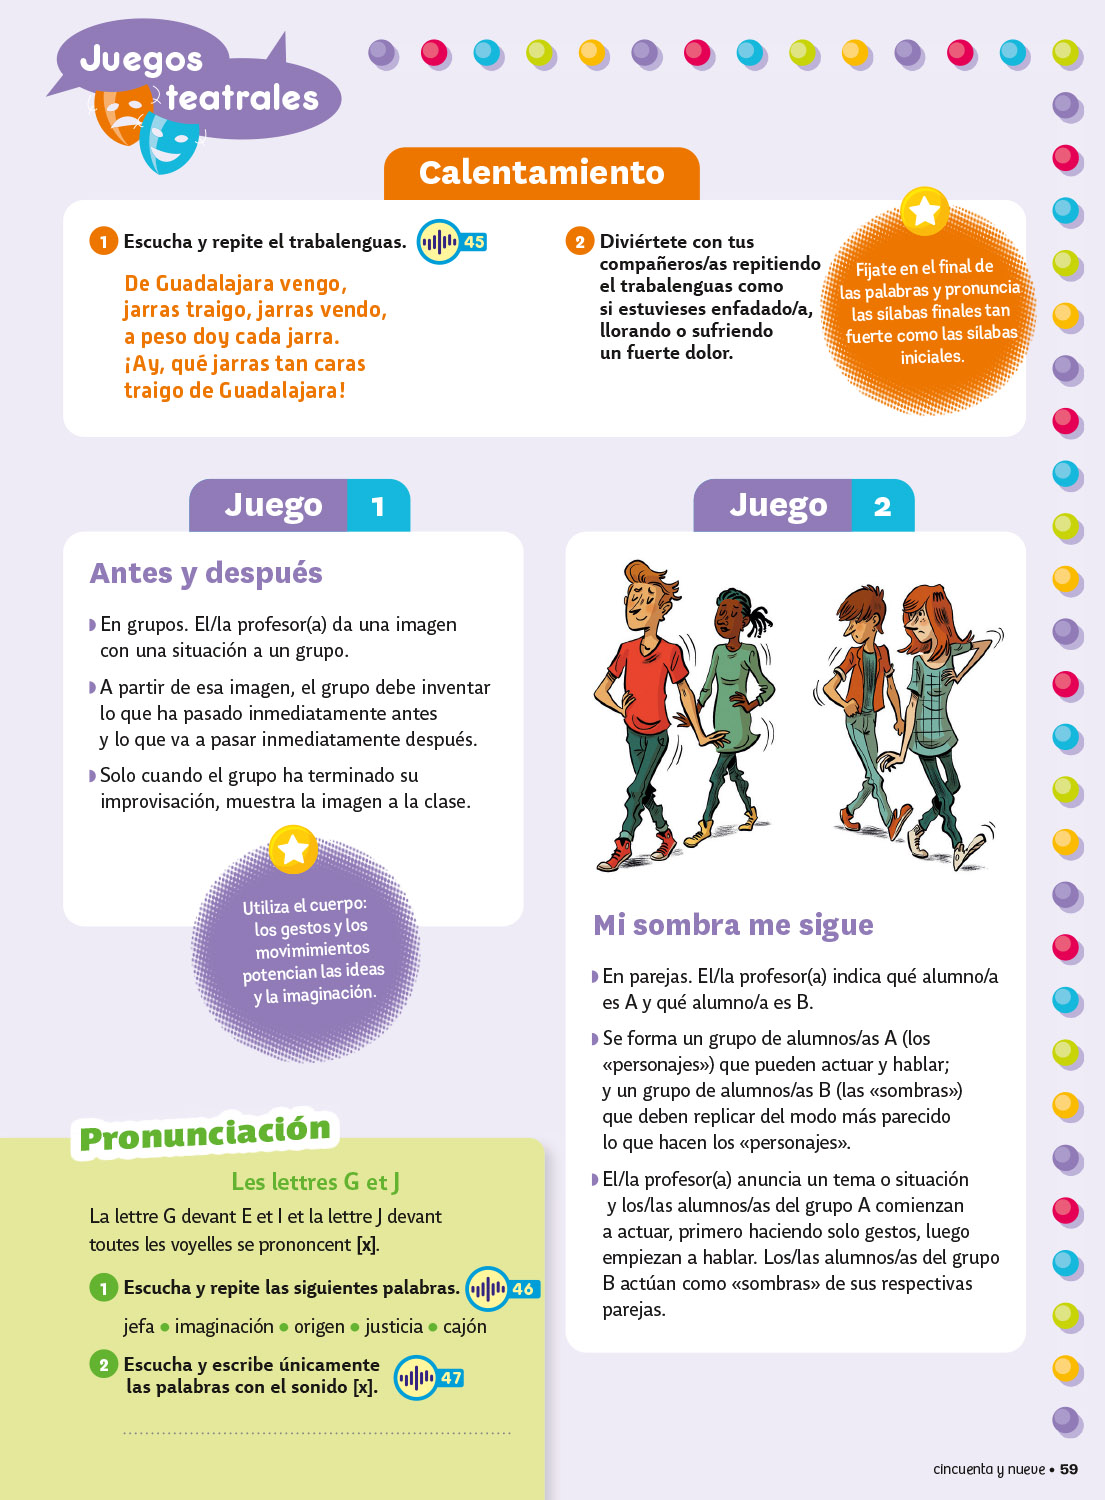 Juegos
teatrales
Calentamiento
1 Escucha y repite el trabalenguas. 45
De Guadalajara vengo,
jarras traigo, jarras vendo,
a peso doy cada jarra.
¡Ay, qué jarras tan caras
traigo de Guadalajara!
2 Diviértete con tus
compañeros/as repitiendo
el trabalenguas como
si estuvieses enfadado/a,
llorando o sufriendo
un fuerte dolor.
Fíjate en el final de
las palabras y pronuncia
las sílabas finales tan
fuerte como las sílabas
iniciales.
Juego 1
Antes y después
En grupos. El/la profesor(a) da una imagen
con una situación a un grupo.
A partir de esa imagen, el grupo debe inventar
lo que ha pasado inmediatamente antes
y lo que va a pasar inmediatamente después.
Solo cuando el grupo ha terminado su
improvisación, muestra la imagen a la clase.
Utiliza el cuerpo:
los gestos y los
movimimientos
potencian las ideas
y la imaginación.
Juego 2
Mi sombra me sigue
En parejas. El/la profesor(a) indica qué alumno/a
es A y qué alumno/a es B.
Se forma un grupo de alumnos/as A (los
«personajes») que pueden actuar y hablar;
y un grupo de alumnos/as B (las «sombras»)
que deben replicar del modo más parecido
lo que hacen los «personajes».
El/la profesor(a) anuncia un tema o situación
y los/las alumnos/as del grupo A comienzan
a actuar, primero haciendo solo gestos, luego
empiezan a hablar. Los/las alumnos/as del grupo
B actúan como «sombras» de sus respectivas
parejas.
Pronunciación
Les lettres G et J
La lettre G devant E et I et la lettre J devant
toutes les voyelles se prononcent [x].
1 Escucha y repite las siguientes palabras. 46
jefa • imaginación • origen • justicia • cajón
2 Escucha y escribe únicamente
las palabras con el sonido [x]. 47
cincuenta y nueve • 59